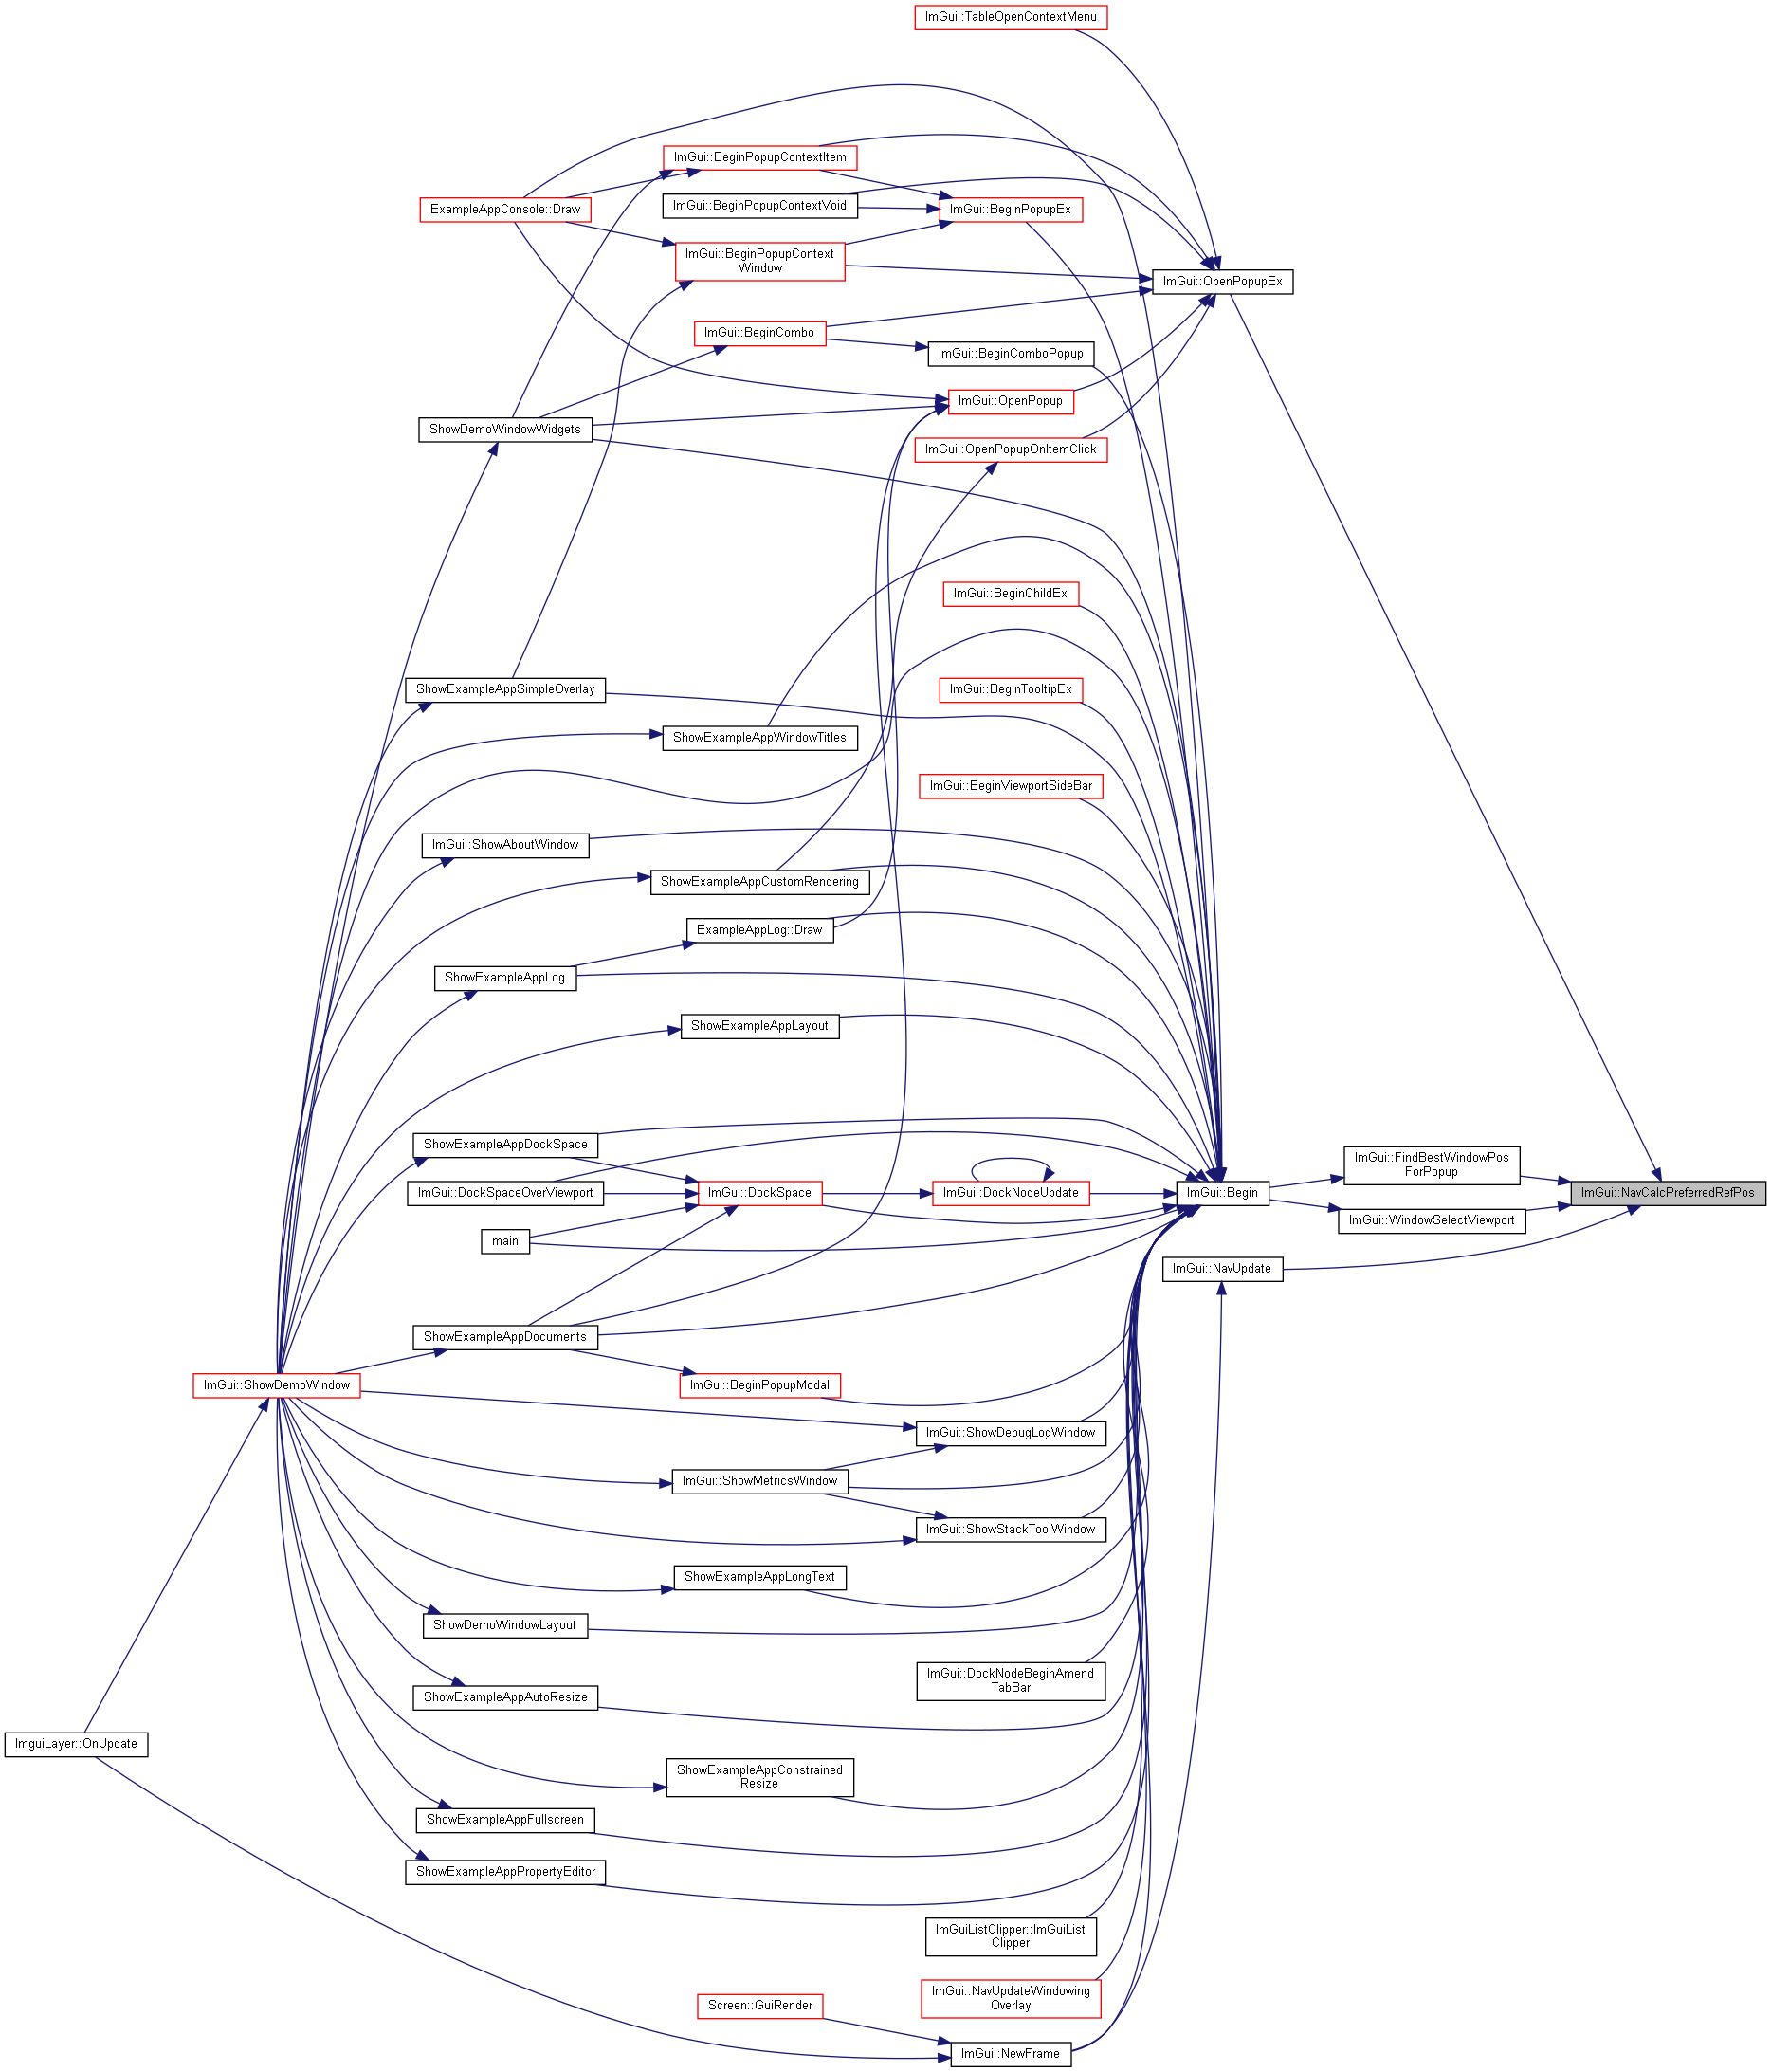 ImGui::TableOpenContextMenu
ImGui::BeginPopupContextItem
ImGui::BeginPopupContextVoid
ExampleAppConsole::Draw
ImGui::BeginPopupEx
ImGui::BeginPopupContext
Window
ImGui::OpenPopupEx
ImGui::BeginCombo
ImGui::BeginComboPopup
ImGui::OpenPopup
ShowDemoWindowWidgets
ImGui::OpenPopupOnItemClick
ImGui::BeginChildEx
ShowExampleAppSimpleOverlay
ImGui::BeginTooltipEx
ShowExampleAppWindowTitles
ImGui::BeginViewportSideBar
ImGui::ShowAboutWindow
ShowExampleAppCustomRendering
ExampleAppLog::Draw
ShowExampleAppLog
ShowExampleAppLayout
ShowExampleAppDockSpace
ImGui::FindBestWindowPos
ForPopup
ImGui::DockSpaceOverViewport
ImGui::DockSpace
ImGui::DockNodeUpdate
ImGui::Begin
ImGui::NavCalcPreferredRefPos
ImGui::WindowSelectViewport
main
ImGui::NavUpdate
ShowExampleAppDocuments
ImGui::ShowDemoWindow
ImGui::BeginPopupModal
ImGui::ShowDebugLogWindow
ImGui::ShowMetricsWindow
ImGui::ShowStackToolWindow
ShowExampleAppLongText
ShowDemoWindowLayout
ImGui::DockNodeBeginAmend
TabBar
ShowExampleAppAutoResize
ImguiLayer::OnUpdate
ShowExampleAppConstrained
Resize
ShowExampleAppFullscreen
ShowExampleAppPropertyEditor
ImGuiListClipper::ImGuiList
Clipper
ImGui::NavUpdateWindowing
Overlay
Screen::GuiRender
ImGui::NewFrame